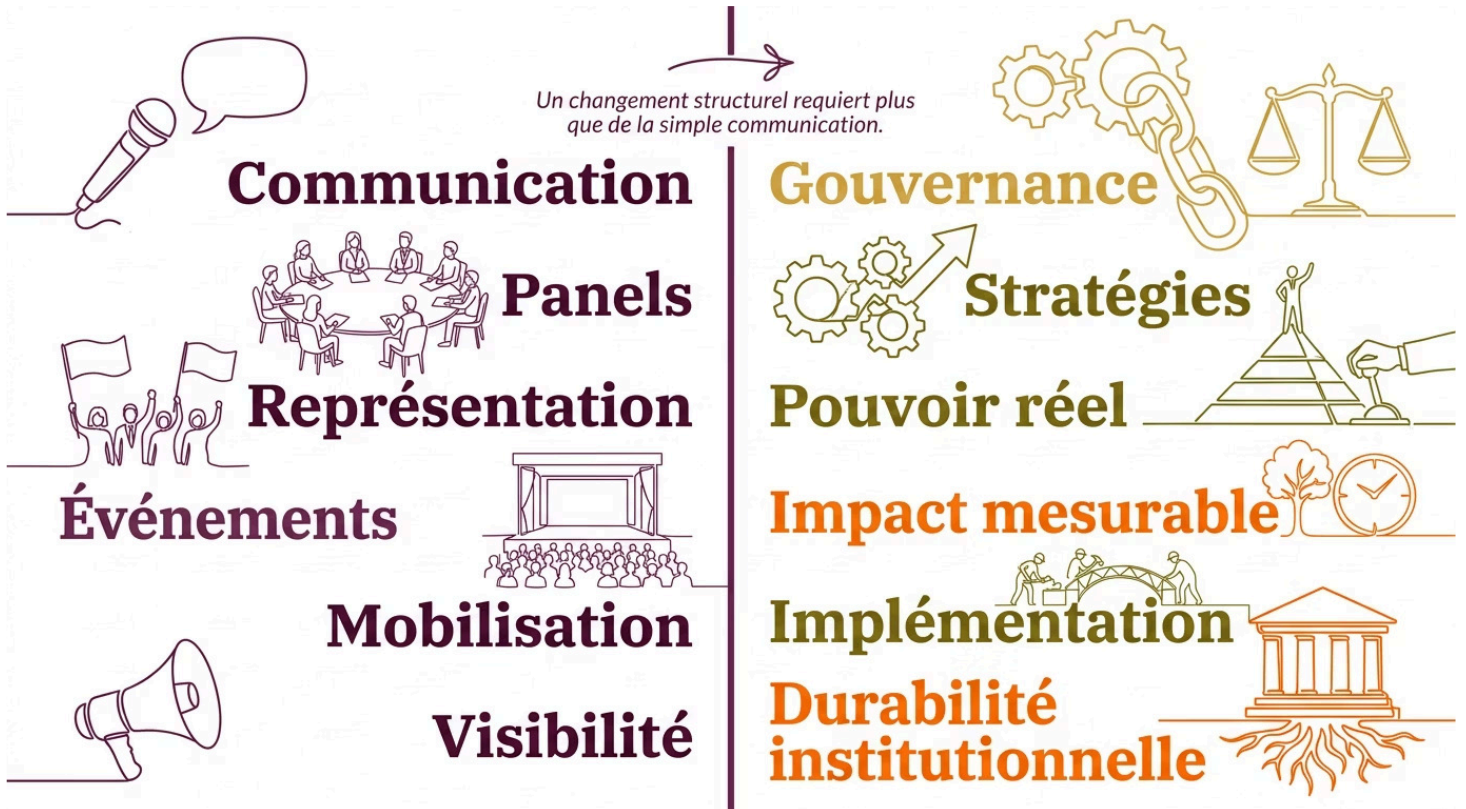 Un changement structurel requiert plus
que de la simple communication.
Communication
Gouvernance
Panels
Stratégies
Représentation
Pouvoir réel
Événements
Impact mesurable
Mobilisation
Implémentation
Visibilité
Durabilité
institutionnelle